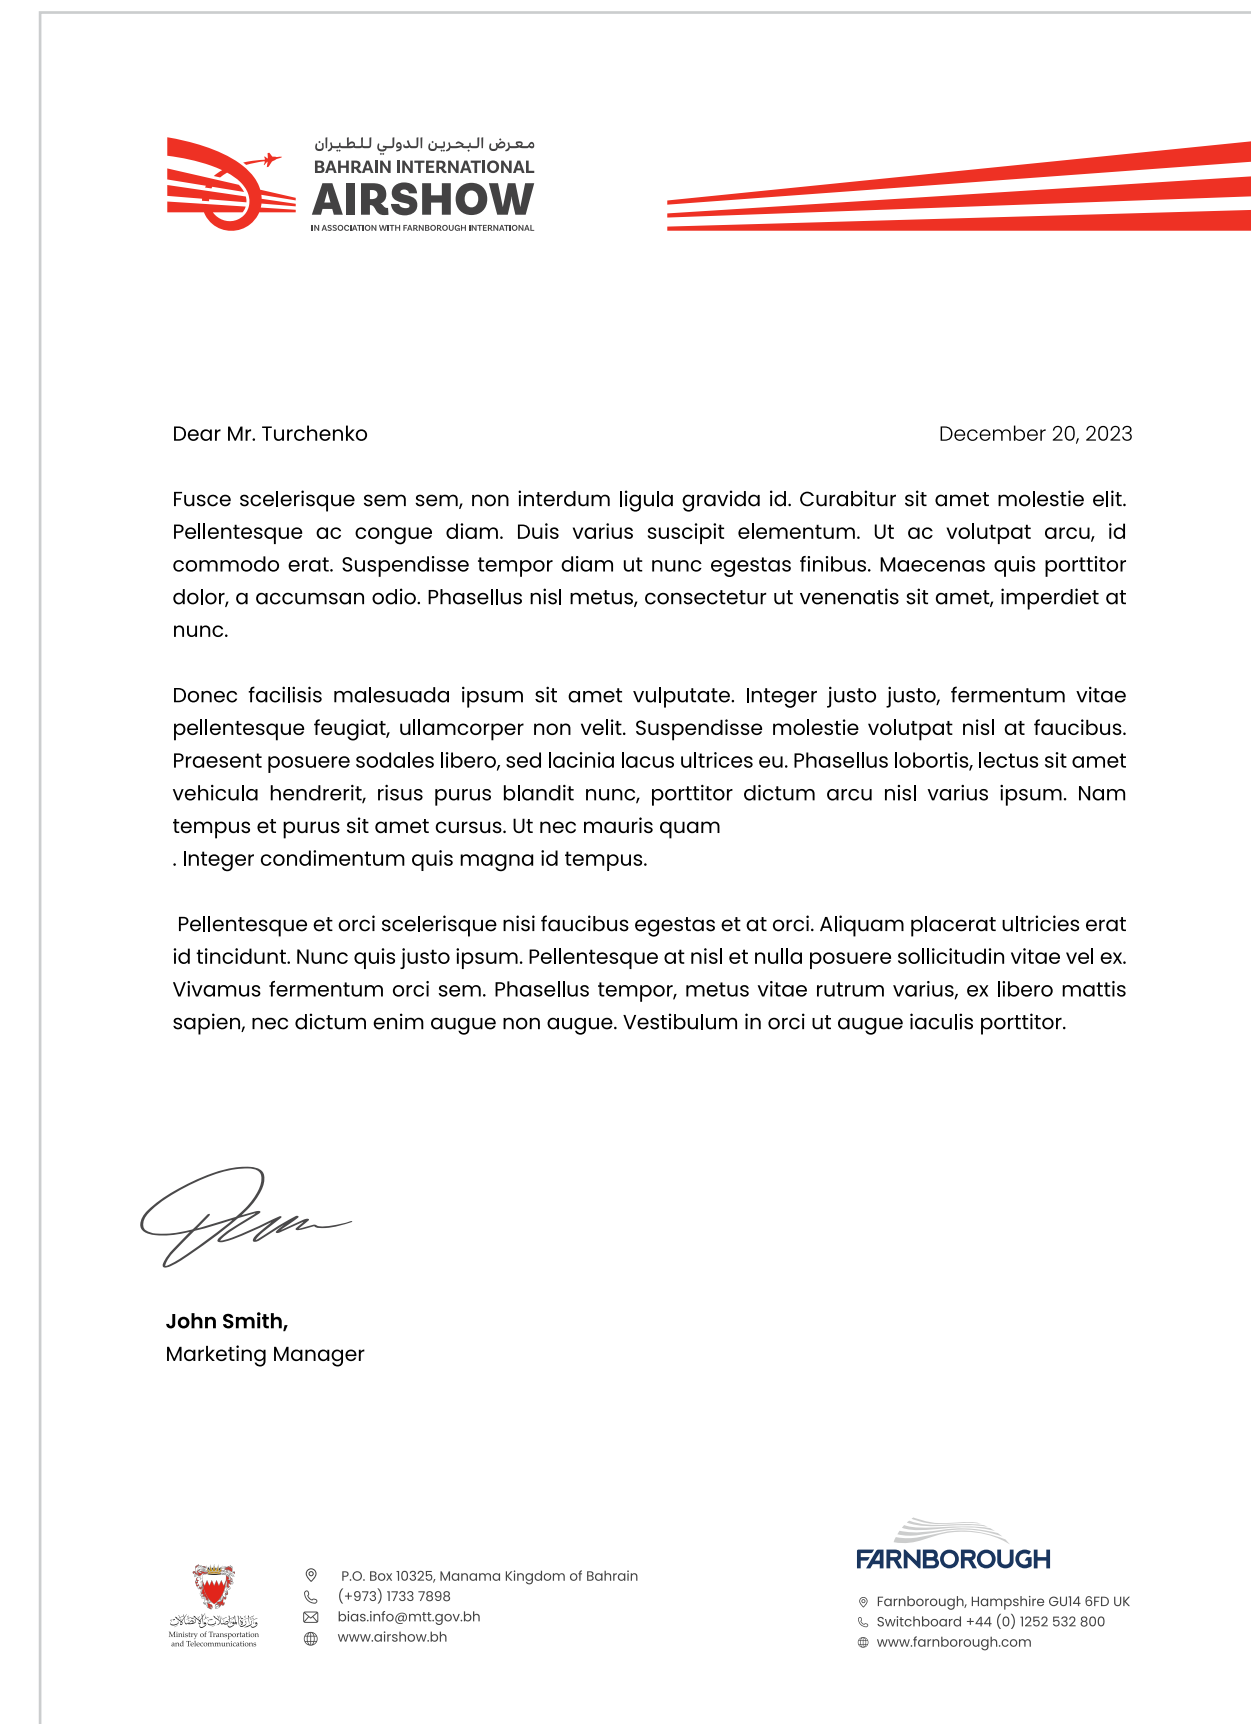 معرض البحرين الدولي للطيران
BAHRAIN INTERNATIONAL
AIRSHOW
IN ASSOCIATION WITH FARNBOROUGH INTERNATIONAL
Dear Mr. Turchenko
December 20, 2023
Fusce scelerisque sem sem, non interdum ligula gravida id. Curabitur sit amet molestie elit.
Pellentesque ac congue diam. Duis varius suscipit elementum. Ut ac volutpat arcu, id
commodo erat. Suspendisse tempor diam ut nunc egestas finibus. Maecenas quis porttitor
dolor, a accumsan odio. Phasellus nisl metus, consectetur ut venenatis sit amet, imperdiet at
nunc.
Donec facilisis malesuada ipsum sit amet vulputate. Integer justo justo, fermentum vitae
pellentesque feugiat, ullamcorper non velit. Suspendisse molestie volutpat nisl at faucibus.
Praesent posuere sodales libero, sed lacinia lacus ultrices eu. Phasellus lobortis, lectus sit amet
vehicula hendrerit, risus purus blandit nunc, porttitor dictum arcu nisl varius ipsum. Nam
tempus et purus sit amet cursus. Ut nec mauris quam
. Integer condimentum quis magna id tempus.
Pellentesque et orci scelerisque nisi faucibus egestas et at orci. Aliquam placerat ultricies erat
id tincidunt. Nunc quis justo ipsum. Pellentesque at nisl et nulla posuere sollicitudin vitae vel ex.
Vivamus fermentum orci sem. Phasellus tempor, metus vitae rutrum varius, ex libero mattis
sapien, nec dictum enim augue non augue. Vestibulum in orci ut augue iaculis porttitor.
John Smith,
Marketing Manager
وزارة المواصلات والاتصالات
Ministry of Transportation
and Telecommunications
P.O. Box 10325, Manama Kingdom of Bahrain
(+973) 1733 7898
bias.info@mtt.gov.bh
www.airshow.bh
FARNBOROUGH
Farnborough, Hampshire GU14 6FD UK
Switchboard +44 (0) 1252 532 800
www.farnborough.com